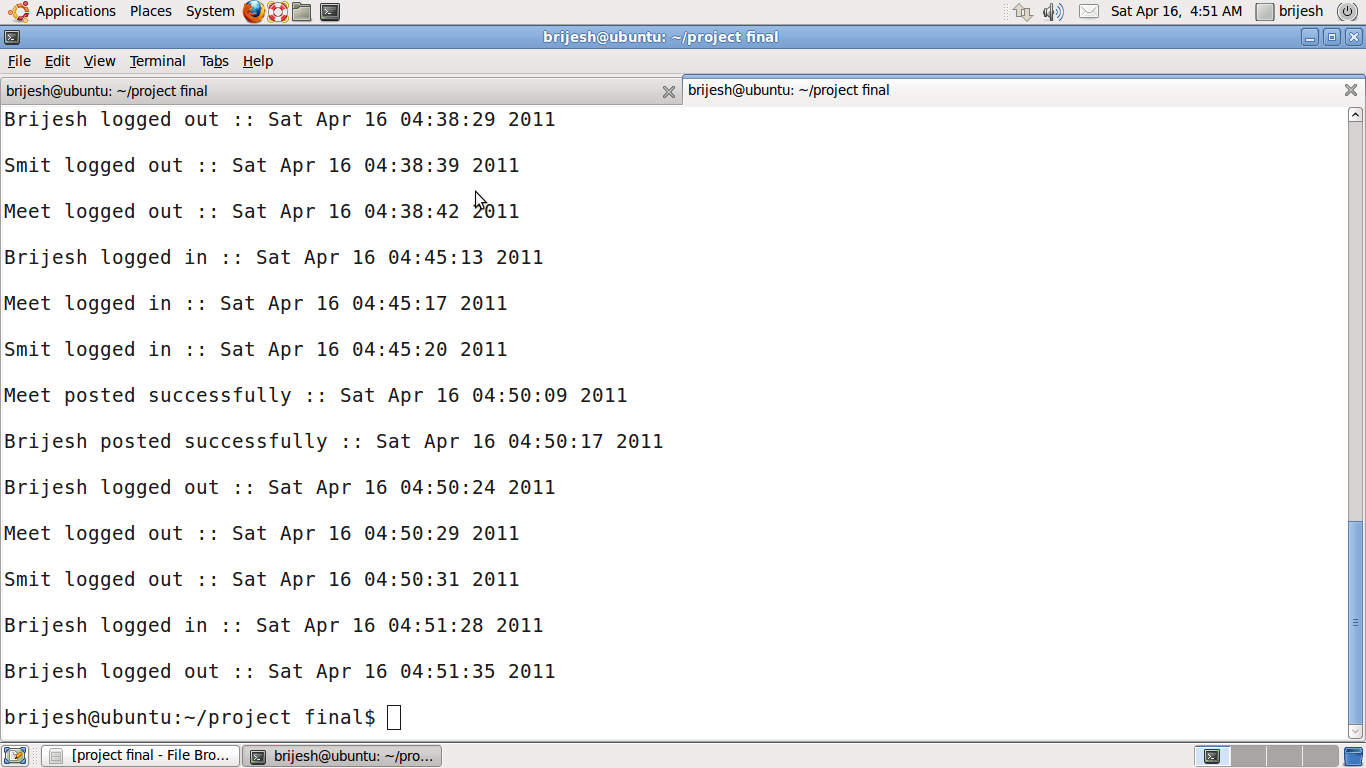 Applications Places System Sat Apr 16, 4:51 AM brijesh
brijesh@ubuntu: ~/project final
File Edit View Terminal Tabs Help
brijesh@ubuntu: ~/project final brijesh@ubuntu: ~/project final
Brijesh logged out :: Sat Apr 16 04:38:29 2011
Smit logged out :: Sat Apr 16 04:38:39 2011
Meet logged out :: Sat Apr 16 04:38:42 2011
Brijesh logged in :: Sat Apr 16 04:45:13 2011
Meet logged in :: Sat Apr 16 04:45:17 2011
Smit logged in :: Sat Apr 16 04:45:20 2011
Meet posted successfully :: Sat Apr 16 04:50:09 2011
Brijesh posted successfully :: Sat Apr 16 04:50:17 2011
Brijesh logged out :: Sat Apr 16 04:50:24 2011
Meet logged out :: Sat Apr 16 04:50:29 2011
Smit logged out :: Sat Apr 16 04:50:31 2011
Brijesh logged in :: Sat Apr 16 04:51:28 2011
Brijesh logged out :: Sat Apr 16 04:51:35 2011
brijesh@ubuntu:~/project final$
[project final - File Bro... brijesh@ubuntu: ~/pro...